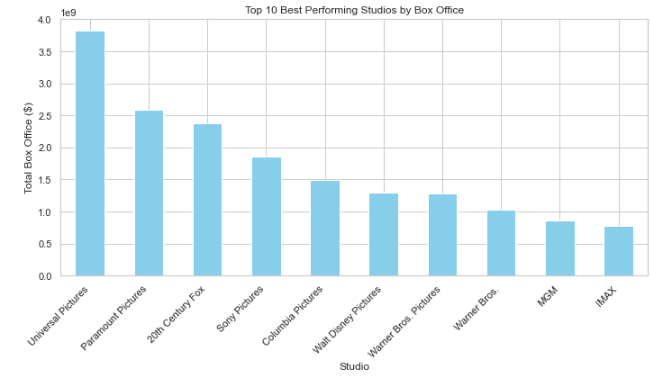 Top 10 Best Performing Studios by Box Office
1e9
4.0
3.5
3.0
2.5
2.0
1.5
1.0
0.5
0.0
Total Box Office ($)
Universal Pictures
Paramount Pictures
20th Century Fox
Sony Pictures
Columbia Pictures
Walt Disney Pictures
Warner Bros. Pictures
Warner Bros.
MGM
IMAX
Studio